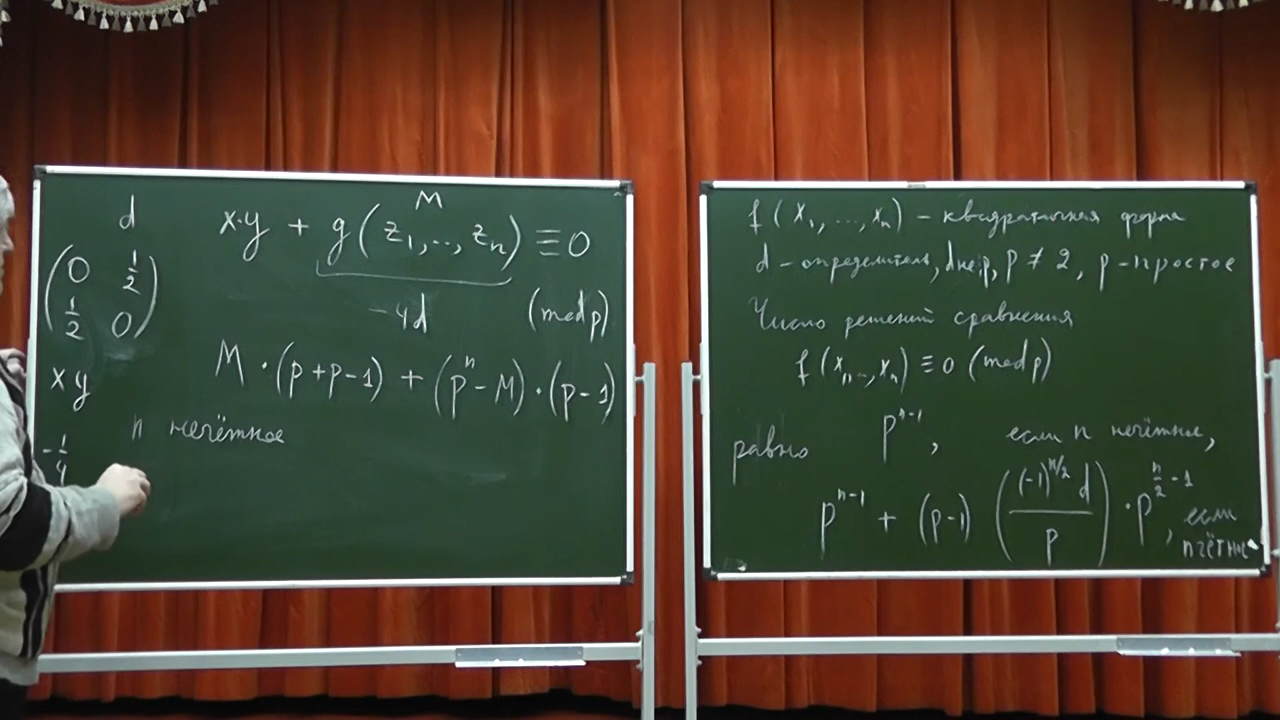 d
x·y + g(z₁,..,zₙ) ≡ 0
M
(0 1/2
1/2 0)
-4d
(mod p)
M·(p+p-1) + (pⁿ-M)·(p-1)
xy
n нечётное
-1/4
f(x₁,...,xₙ) – квадратичная форма
d – определитель, d не⋮p, p ≠ 2, p – простое
Число решений сравнения
f(x₁,..,xₙ) ≡ 0 (mod p)
равно pⁿ⁻¹, если n нечётное,
pⁿ⁻¹ + (p-1) ((-1)^{n/2} d / p) · p^{n/2 - 1}, если
n чётное